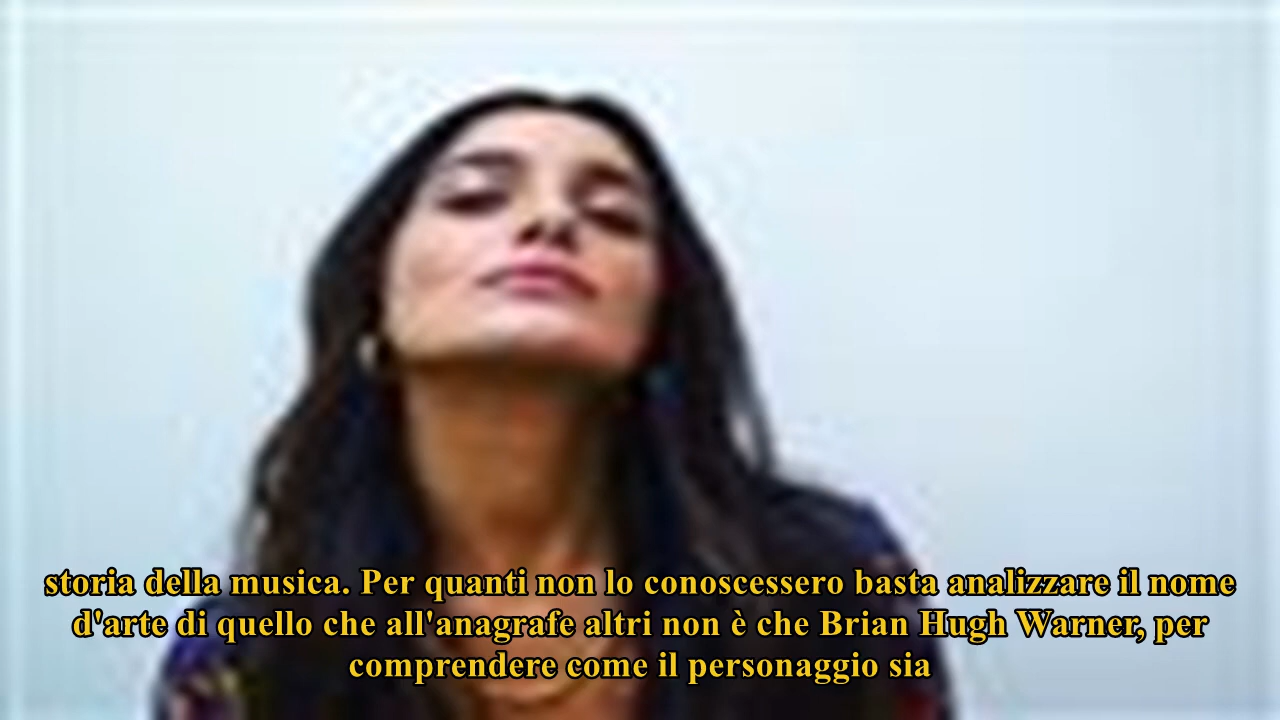 storia della musica. Per quanti non lo conoscessero basta analizzare il nome
d'arte di quello che all'anagrafe altri non è che Brian Hugh Warner, per
comprendere come il personaggio sia